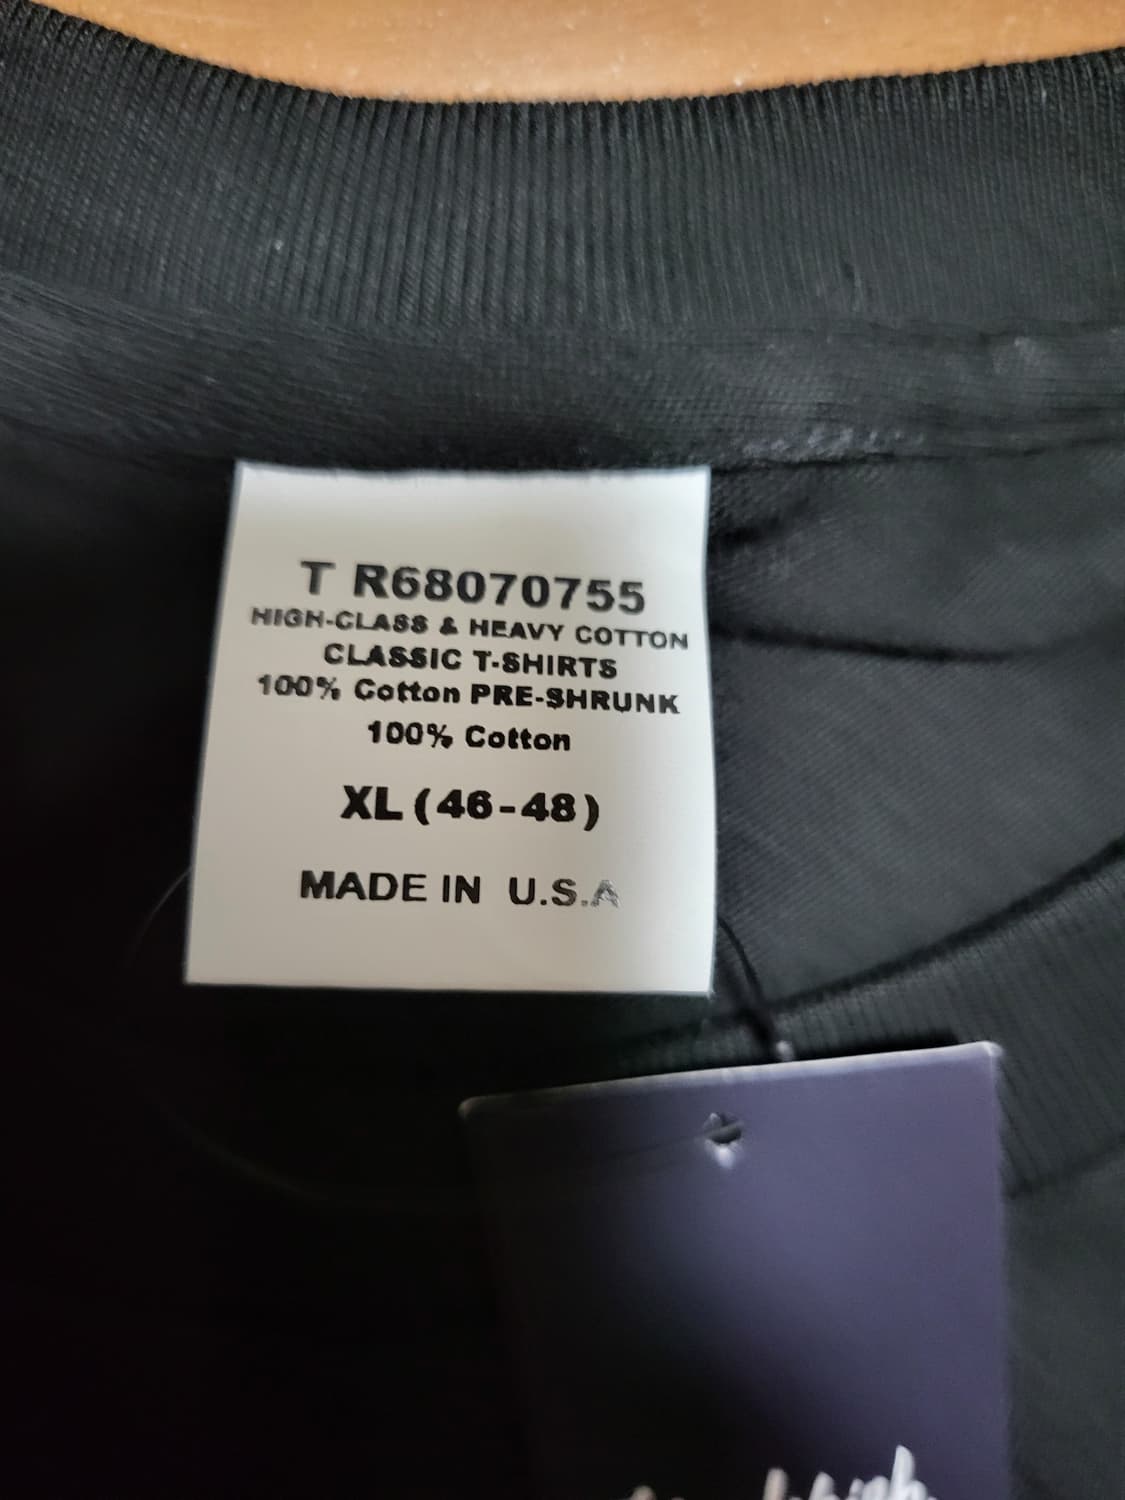 T R68070755
HIGH-CLASS & HEAVY COTTON
CLASSIC T-SHIRTS
100% Cotton PRE-SHRUNK
100% Cotton
XL (46-48)
MADE IN U.S.A